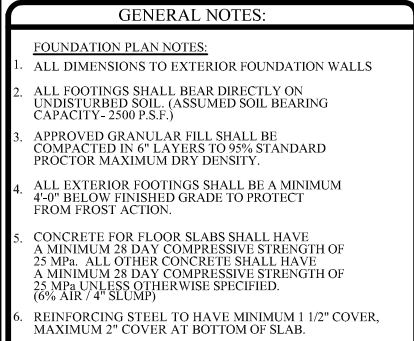 GENERAL NOTES:
FOUNDATION PLAN NOTES:
1. ALL DIMENSIONS TO EXTERIOR FOUNDATION WALLS
2. ALL FOOTINGS SHALL BEAR DIRECTLY ON
UNDISTURBED SOIL. (ASSUMED SOIL BEARING
CAPACITY- 2500 P.S.F.)
3. APPROVED GRANULAR FILL SHALL BE
COMPACTED IN 6" LAYERS TO 95% STANDARD
PROCTOR MAXIMUM DRY DENSITY.
4. ALL EXTERIOR FOOTINGS SHALL BE A MINIMUM
4'-0" BELOW FINISHED GRADE TO PROTECT
FROM FROST ACTION.
5. CONCRETE FOR FLOOR SLABS SHALL HAVE
A MINIMUM 28 DAY COMPRESSIVE STRENGTH OF
25 MPa. ALL OTHER CONCRETE SHALL HAVE
A MINIMUM 28 DAY COMPRESSIVE STRENGTH OF
25 MPa UNLESS OTHERWISE SPECIFIED.
(6% AIR / 4" SLUMP)
6. REINFORCING STEEL TO HAVE MINIMUM 1 1/2" COVER,
MAXIMUM 2" COVER AT BOTTOM OF SLAB.